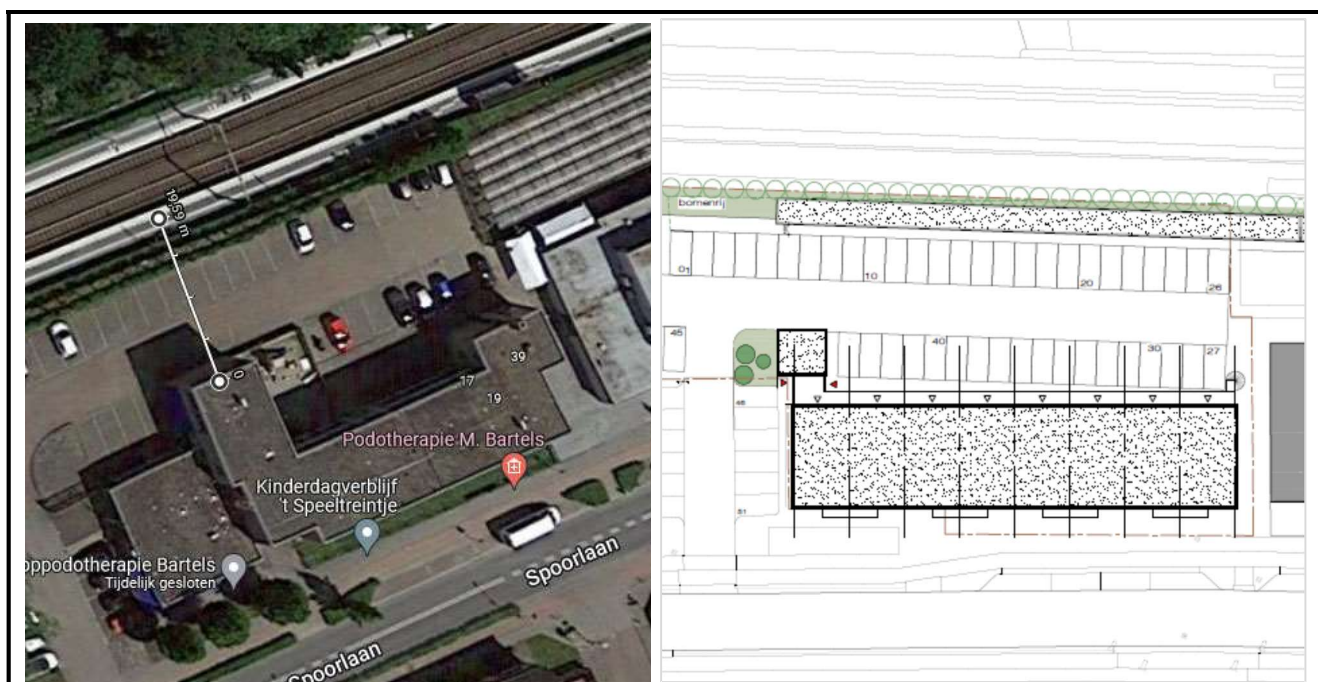 19,59 m
0
39
17
19
Podotherapie M. Bartels
Kinderdagverblijf
't Speeltreintje
oppodotherapie Bartels
Tijdelijk gesloten
Spoorlaan
Spoorlaan
bomenrij
01
10
20
26
45
40
30
27
46
51